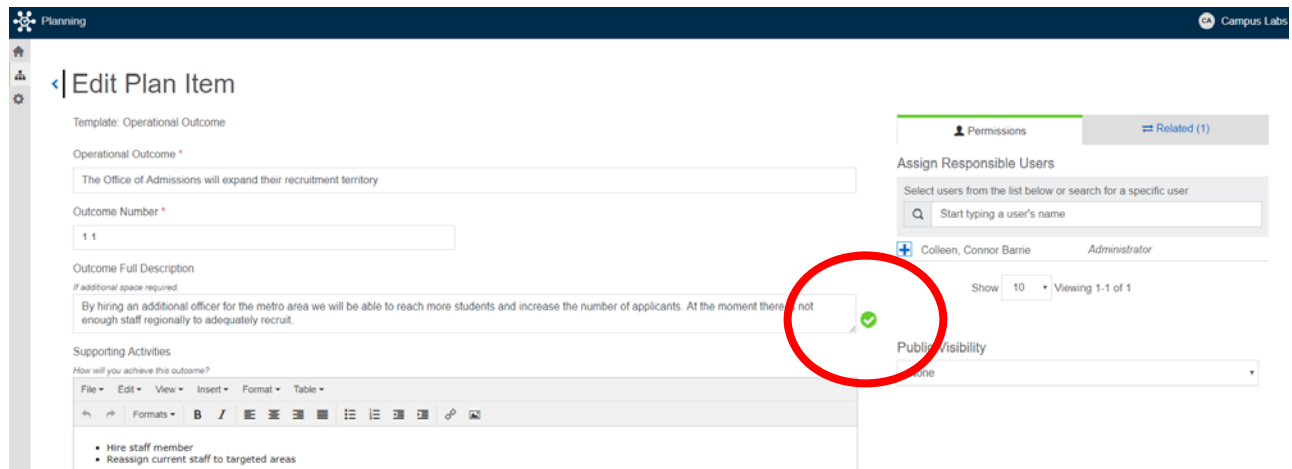 Planning
CA Campus Labs
Edit Plan Item
Template: Operational Outcome
Operational Outcome *
The Office of Admissions will expand their recruitment territory
Outcome Number *
1 1
Outcome Full Description
If additional space required.
By hiring an additional officer for the metro area we will be able to reach more students and increase the number of applicants. At the moment there not
enough staff regionally to adequately recruit.
Supporting Activities
How will you achieve this outcome?
File Edit View Insert Format Table
Formats B I
Hire staff member
Reassign current staff to targeted areas
Permissions
Related (1)
Assign Responsible Users
Select users from the list below or search for a specific user
Start typing a user's name
Colleen, Connor Barrie Administrator
Show 10 Viewing 1-1 of 1
Public Visibility
None